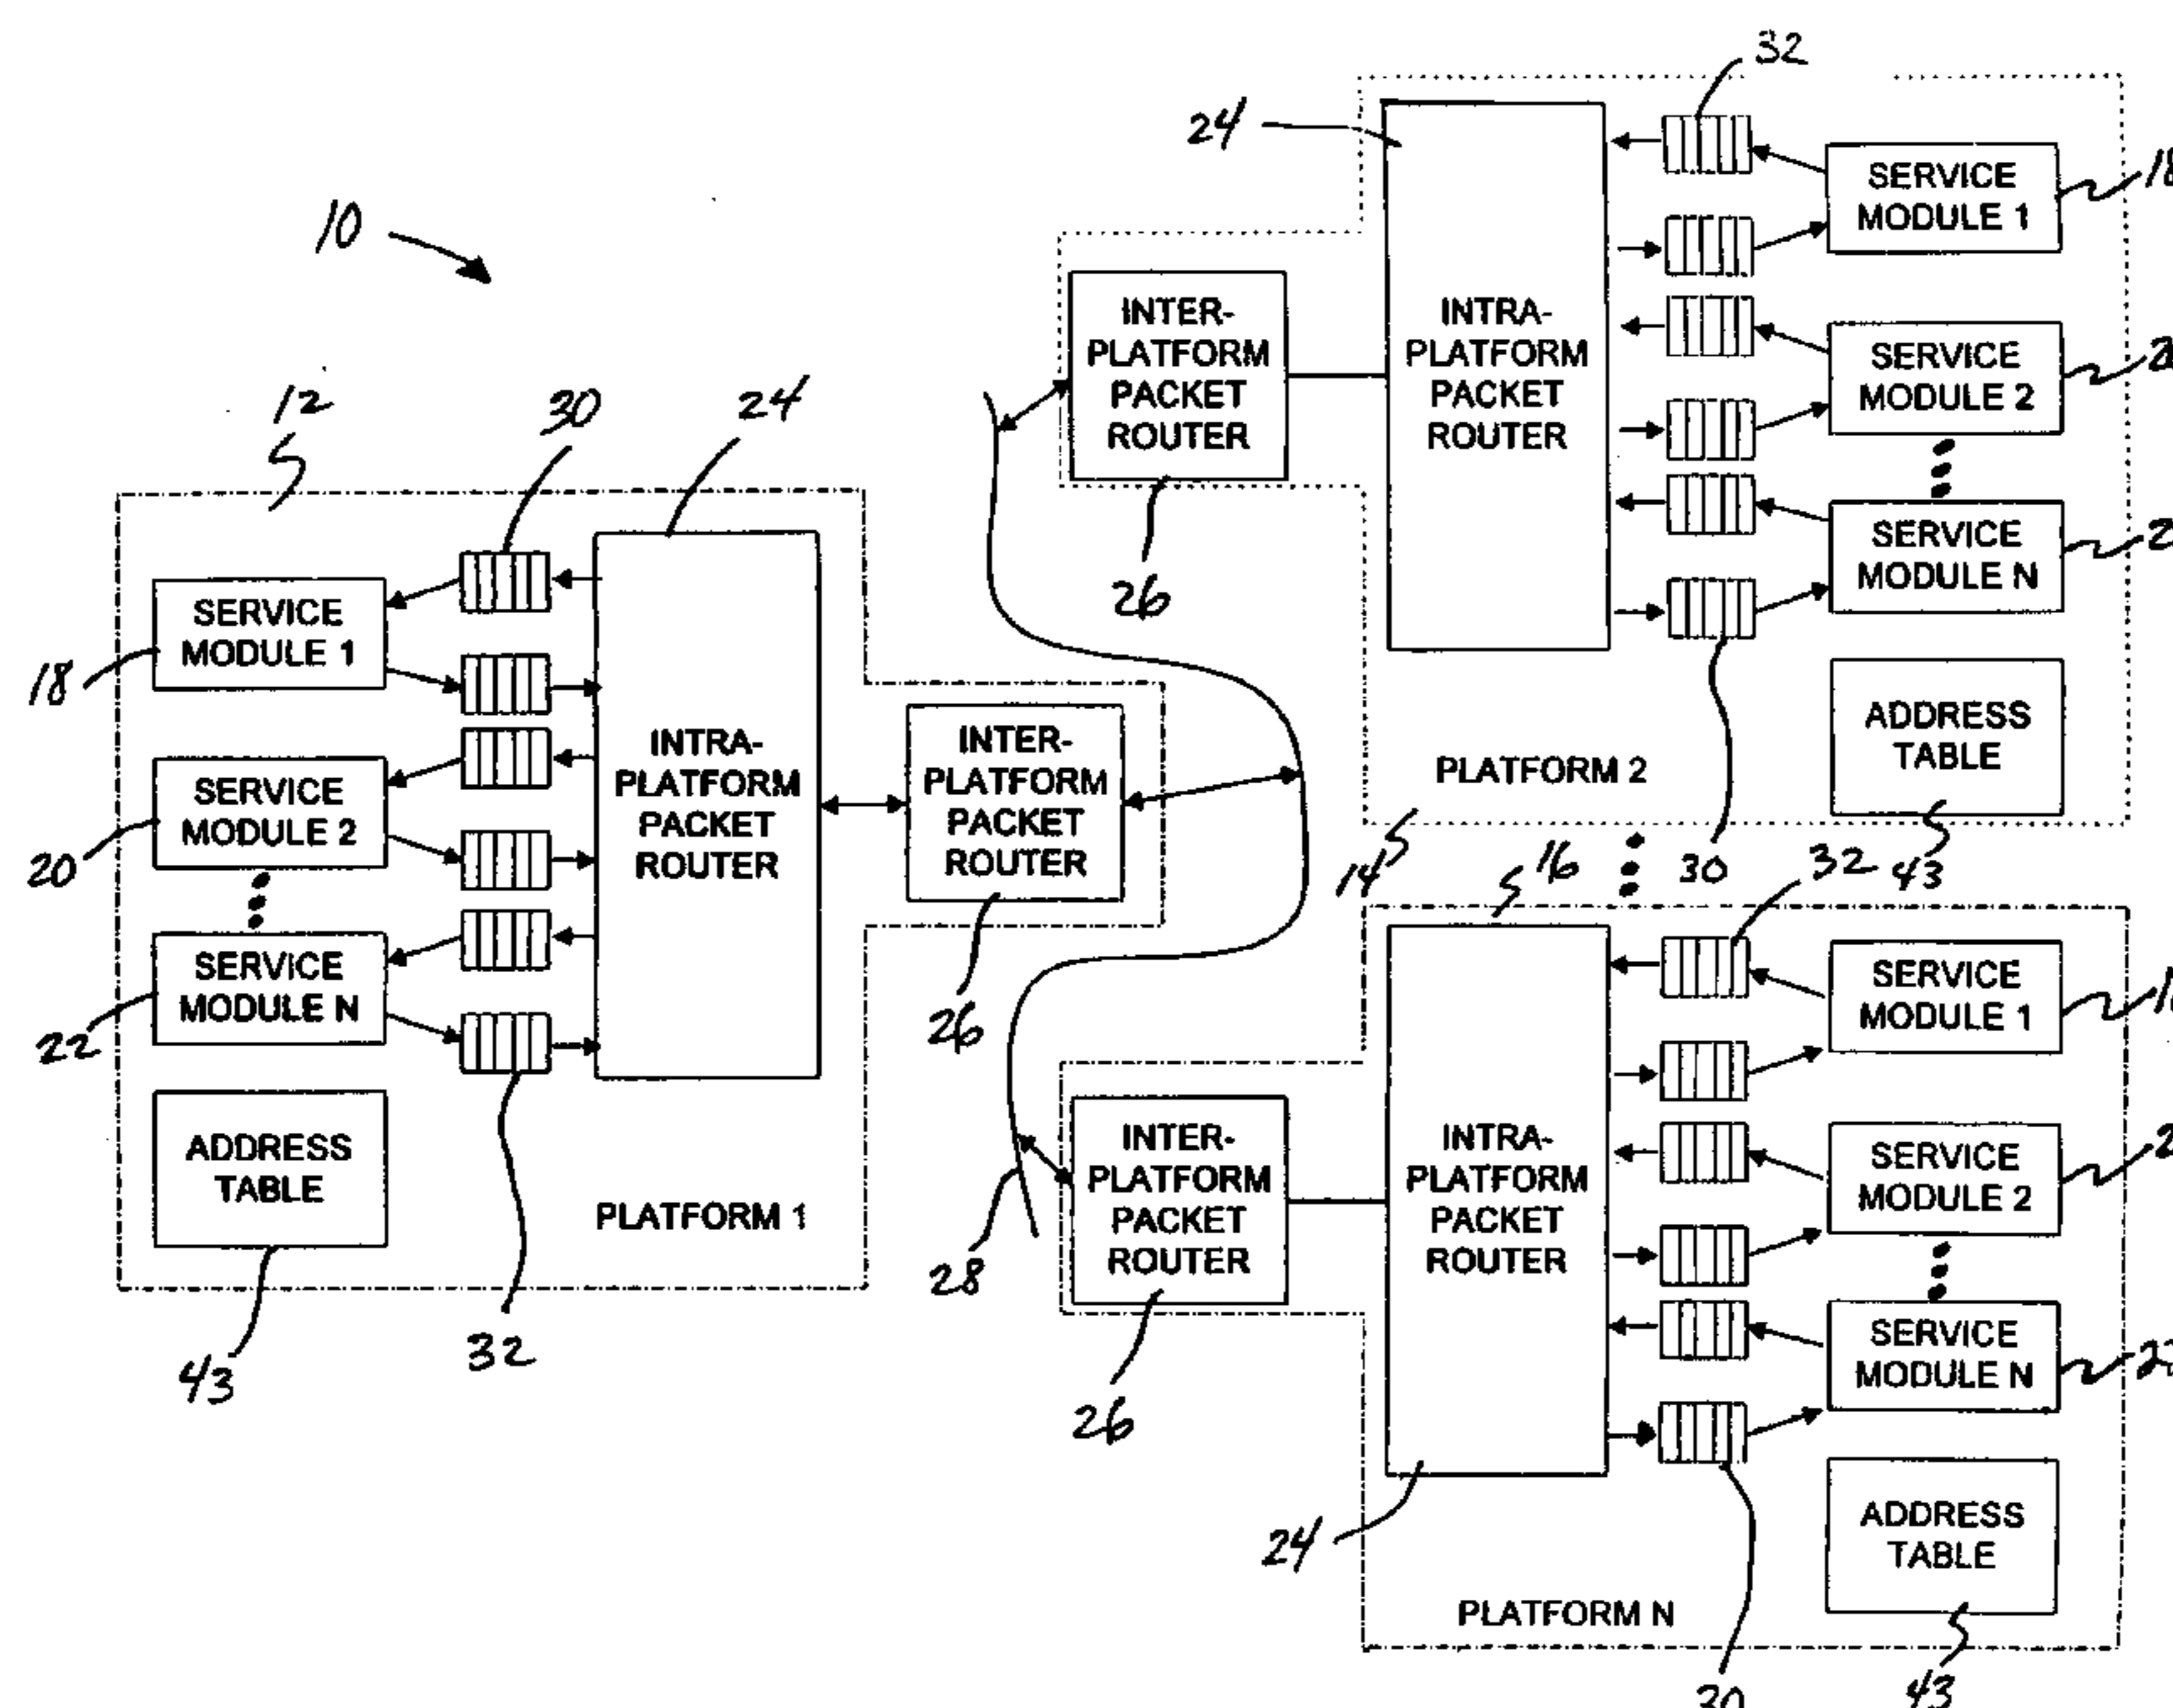 10
12
30
24
SERVICE
MODULE 1
18
SERVICE
MODULE 2
20
SERVICE
MODULE N
22
ADDRESS
TABLE
43
32
PLATFORM 1
INTRA-
PLATFORM
PACKET
ROUTER
INTER-
PLATFORM
PACKET
ROUTER
26
28
32
24
INTER-
PLATFORM
PACKET
ROUTER
26
INTRA-
PLATFORM
PACKET
ROUTER
SERVICE
MODULE 1
18
SERVICE
MODULE 2
SERVICE
MODULE N
ADDRESS
TABLE
43
PLATFORM 2
14
30
16
32
INTER-
PLATFORM
PACKET
ROUTER
26
INTRA-
PLATFORM
PACKET
ROUTER
24
SERVICE
MODULE 1
SERVICE
MODULE 2
SERVICE
MODULE N
22
ADDRESS
TABLE
43
PLATFORM N
30